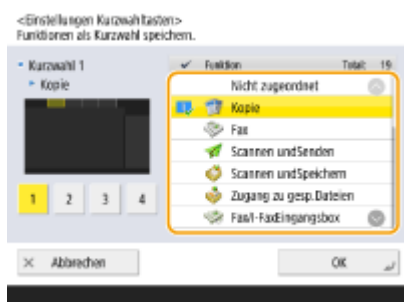 <Einstellungen Kurzwahltasten>
Funktionen als Kurzwahl speichern.
Kurzwahl 1
Kopie
Funktion Total: 19
Nicht zugeordnet
Kopie
Fax
Scannen undSenden
Scannen undSpeichern
Zugang zu gesp.Dateien
Fax/I-FaxEingangsbox
1 2 3 4
Abbrechen
OK